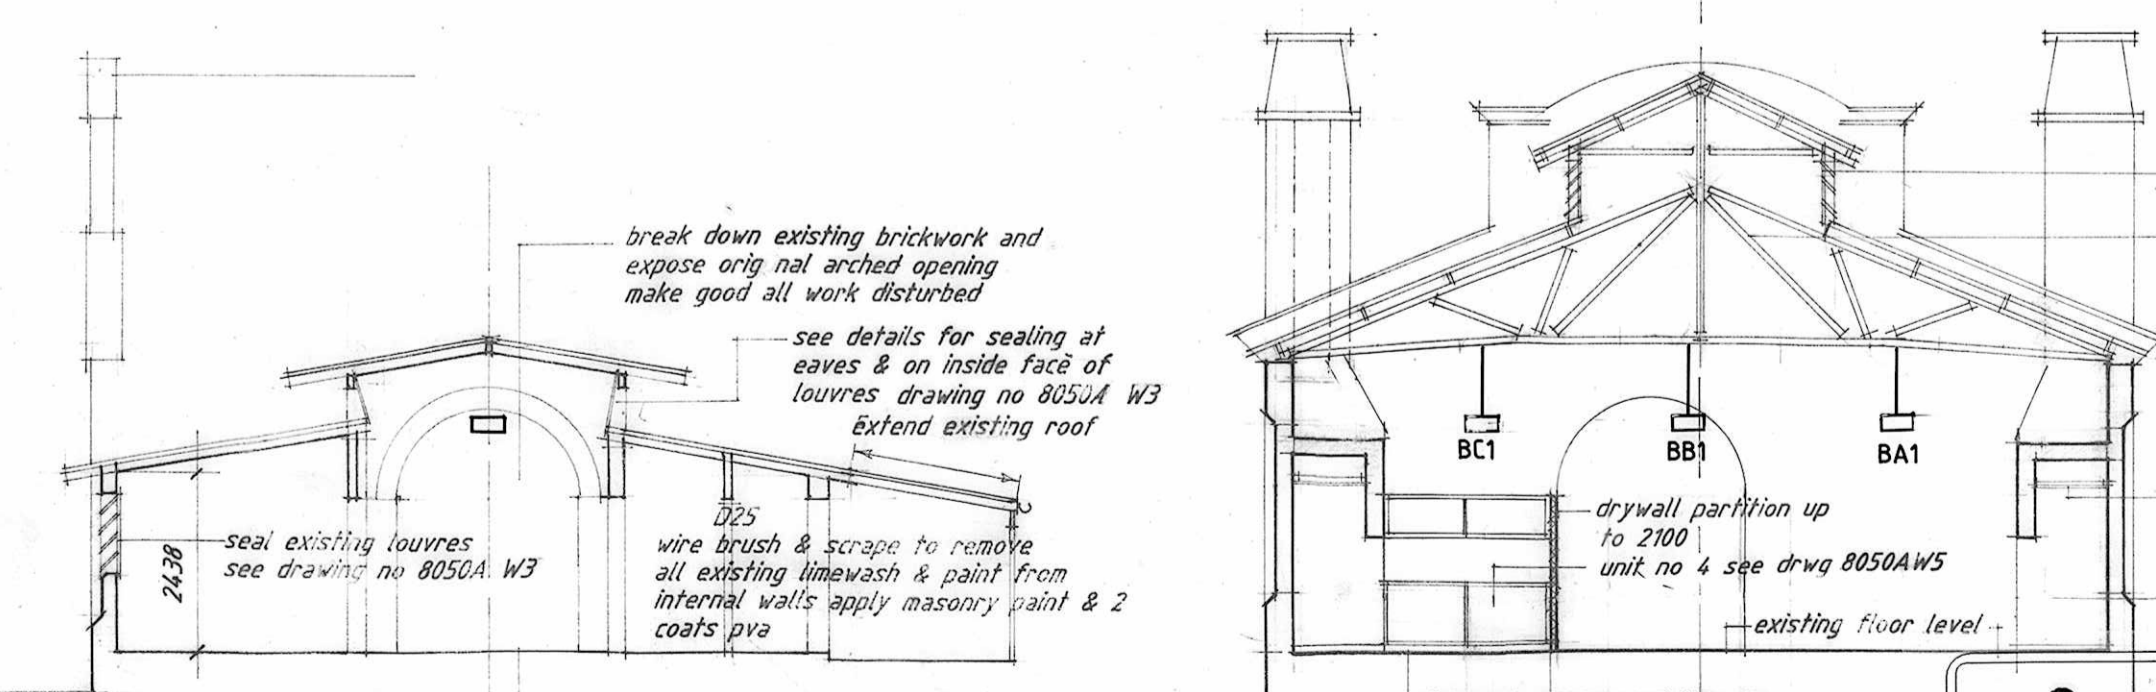 break down existing brickwork and
expose orig nal arched opening
make good all work disturbed
see details for sealing at
eaves & on inside face of
louvres drawing no 8050A W3
extend existing roof
seal existing louvres
see drawing no 8050A W3
2438
D25
wire brush & scrape to remove
all existing limewash & paint from
internal walls apply masonry paint & 2
coats pva
BC1
BB1
BA1
drywall partition up
to 2100
unit no 4 see drwg 8050AW5
existing floor level